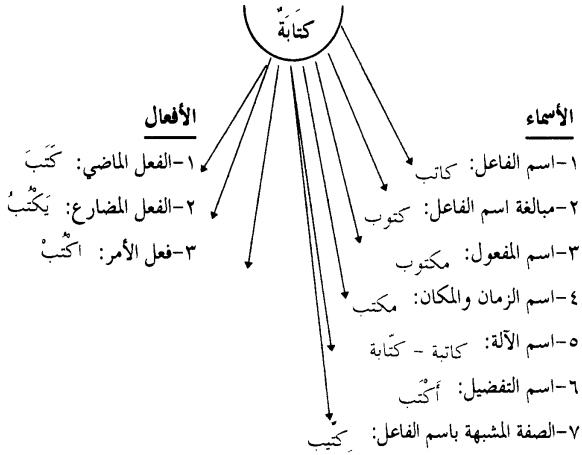 كتَابَةٌ
الأسماء
١-اسم الفاعل: كاتب
٢-مبالغة اسم الفاعل: كتوب
٣-اسم المفعول: مكتوب
٤-اسم الزمان والمكان: مكتب
٥-اسم الآلة: كاتبة - كتّابة
٦-اسم التفضيل: أَكْتَب
٧-الصفة المشبهة باسم الفاعل: كِتّيب
الأفعال
١-الفعل الماضي: كَتَبَ
٢-الفعل المضارع: يَكْتُبُ
٣-فعل الأمر: اكْتُبْ